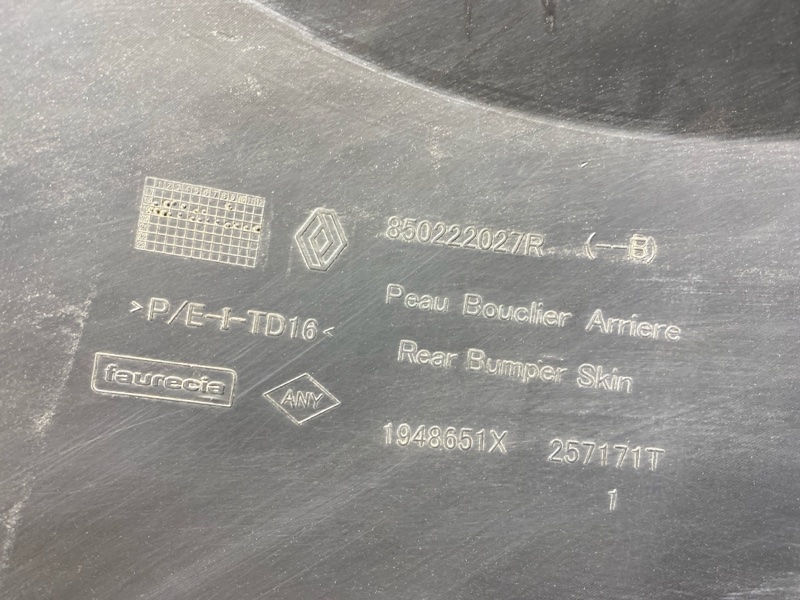 850222027R (--B)
>P/E-I-TD16<
Peau Bouclier Arriere
Rear Bumper Skin
faurecia
ANY
1948651X 257171T
1